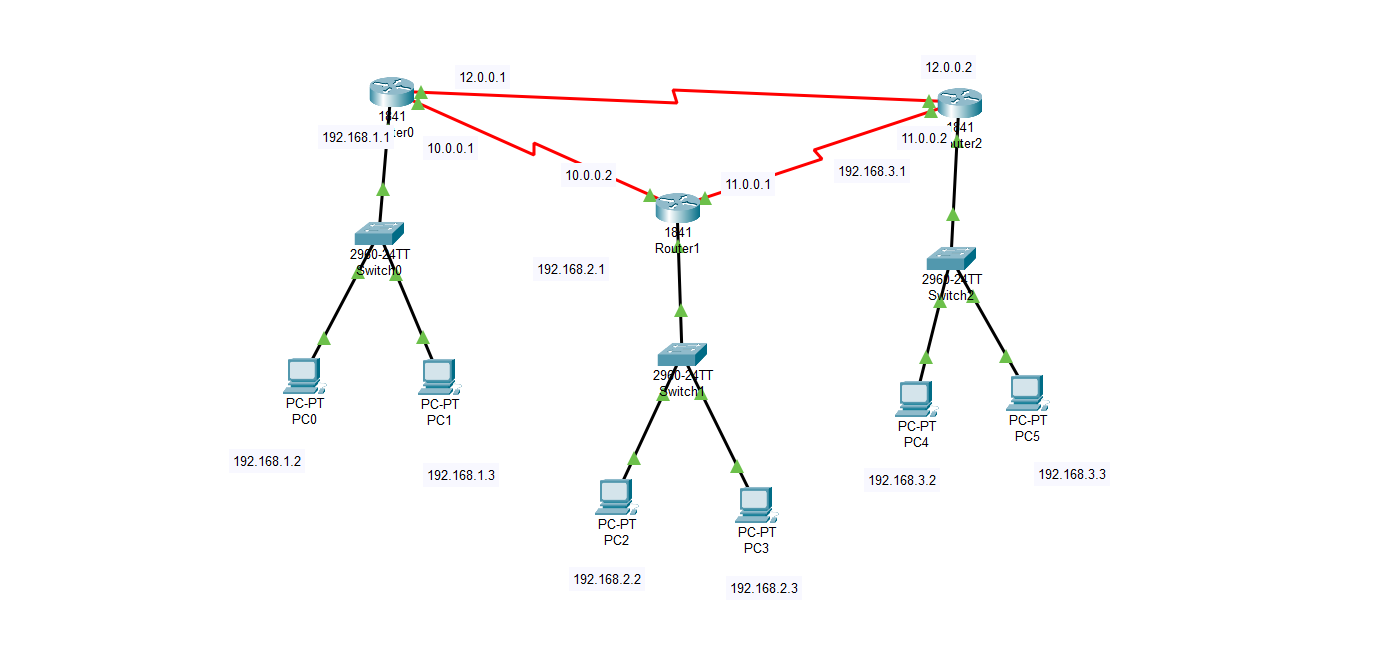 12.0.0.1
12.0.0.2
1841
192.168.1.1
10.0.0.1
1841
11.0.0.2
10.0.0.2
11.0.0.1
192.168.3.1
1841
Router1
2960-24TT
Switch0
192.168.2.1
2960-24TT
Switch2
2960-24TT
Switch1
PC-PT
PC0
PC-PT
PC1
PC-PT
PC4
PC-PT
PC5
192.168.1.2
192.168.1.3
192.168.3.2
192.168.3.3
PC-PT
PC2
PC-PT
PC3
192.168.2.2
192.168.2.3